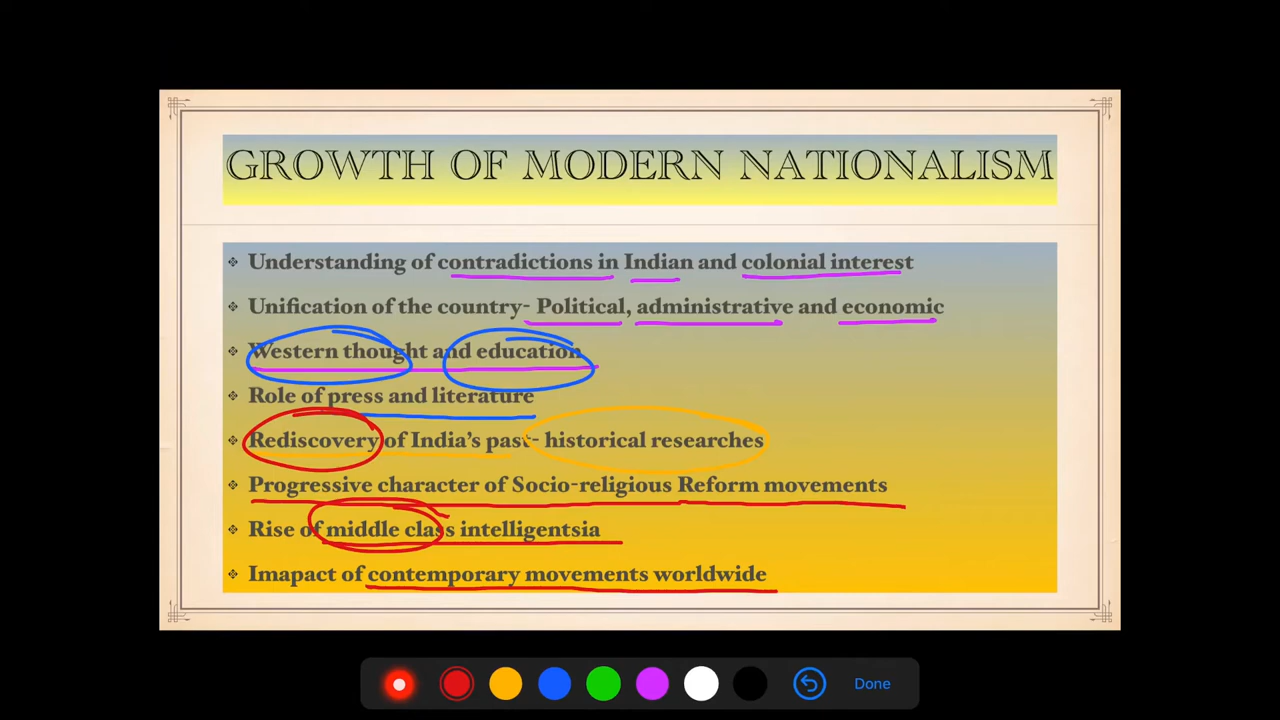 GROWTH OF MODERN NATIONALISM
❖ Understanding of contradictions in Indian and colonial interest
❖ Unification of the country- Political, administrative and economic
❖ Western thought and education
❖ Role of press and literature
❖ Rediscovery of India's past- historical researches
❖ Progressive character of Socio-religious Reform movements
❖ Rise of middle class intelligentsia
❖ Imapact of contemporary movements worldwide
Done